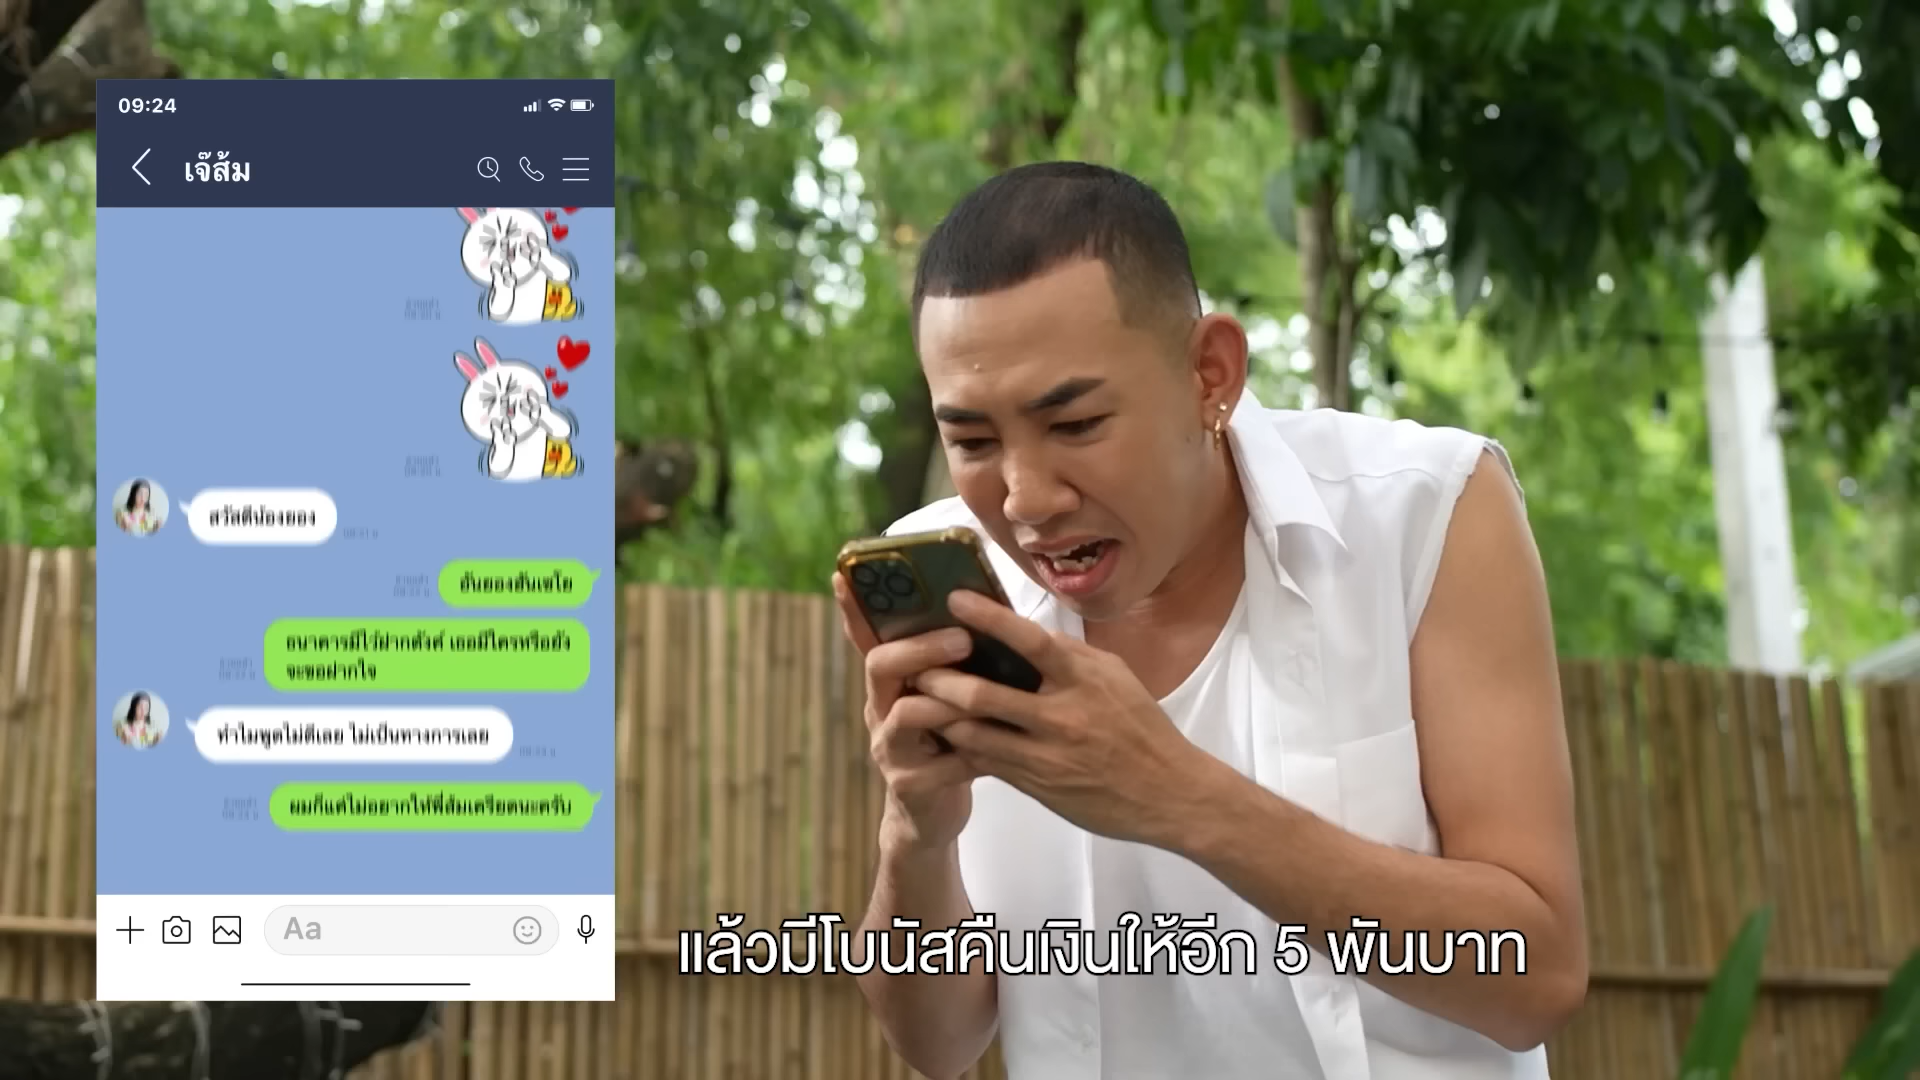 09:24
เจ๊ส้ม
สวัสดีน้องยอง
อันยองฮันเซโย
ธนาคารมีไว้ฝากตังค์ เธอมีใครหรือยัง
จะขอฝากใจ
ทำไมพูดไม่ดีเลย ไม่เป็นทางการเลย
ผมก็แค่ไม่อยากให้พี่ส้มเครียดนะครับ
Aa
แล้วมีโบนัสคืนเงินให้อีก 5 พันบาท